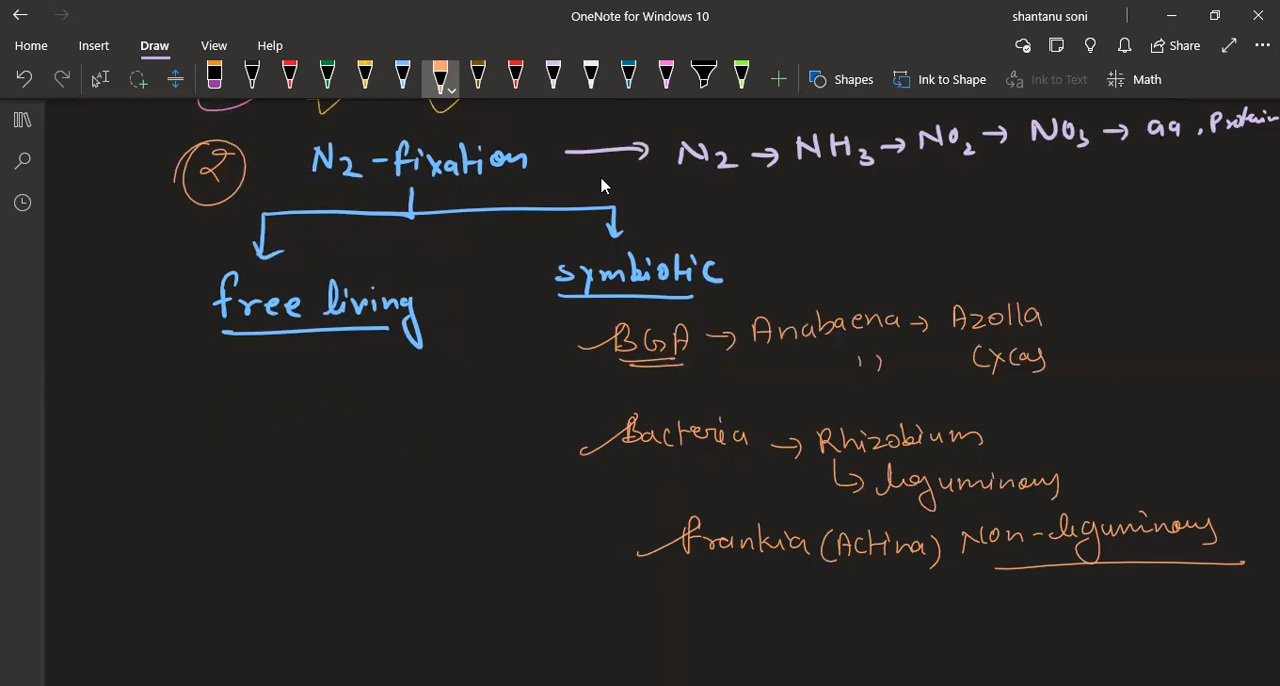 OneNote for Windows 10
shantanu soni
Home Insert Draw View Help
Share
Shapes Ink to Shape Ink to Text Math
2 N2-fixation → N2 → NH3 → NO2 → NO3 → aa, Protein
free living symbiotic
BGA → Anabaena → Azolla
,, Cycas
Bacteria → Rhizobium
↳ leguminous
frankia (Actina) Non-leguminous